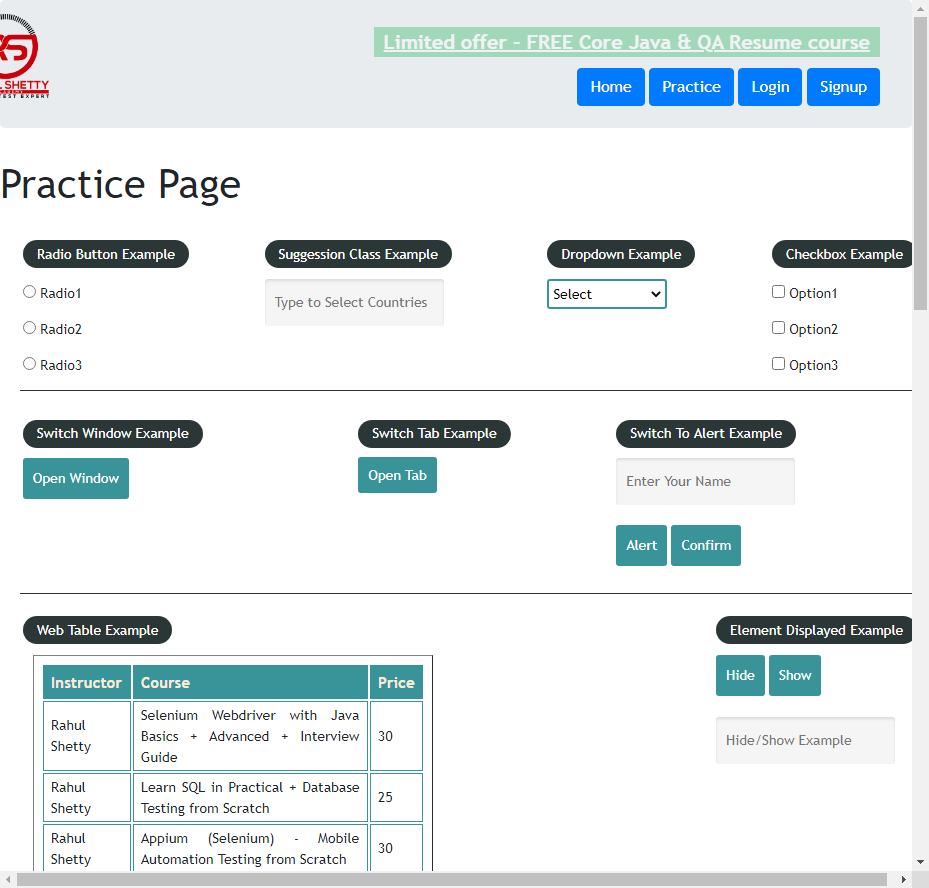 Limited offer - FREE Core Java & QA Resume course
SHETTY
Home Practice Login Signup
Practice Page
Radio Button Example Suggession Class Example Dropdown Example Checkbox Example
Radio1 Type to Select Countries Select Option1
Radio2 Option2
Radio3 Option3
Switch Window Example Switch Tab Example Switch To Alert Example
Open Window Open Tab Enter Your Name
Alert Confirm
Web Table Example Element Displayed Example
Instructor Course Price Hide Show
Rahul Shetty
Selenium Webdriver with Java
Basics + Advanced + Interview
Guide
30
Hide/Show Example
Rahul Shetty
Learn SQL in Practical + Database
Testing from Scratch
25
Rahul Shetty
Appium (Selenium) - Mobile
Automation Testing from Scratch
30